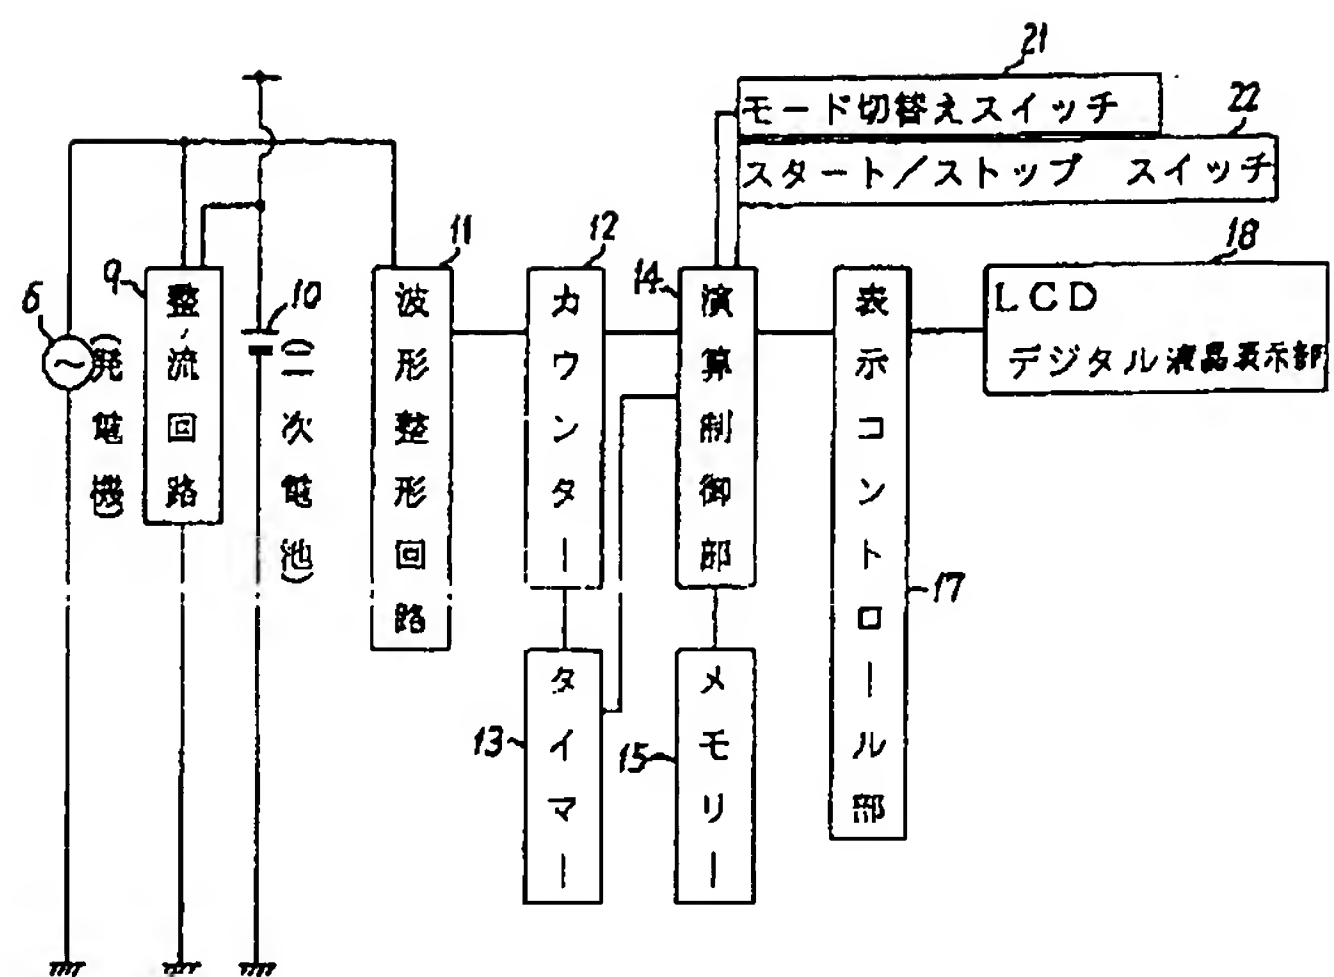 21
モード切替えスイッチ
22
スタート/ストップ スイッチ
6
(発電機)
9
整流回路
10
(二次電池)
11
波形整形回路
12
カウンター
14
演算制御部
表示コントロール部
17
18
LCD
デジタル液晶表示部
13
タイマー
15
メモリー